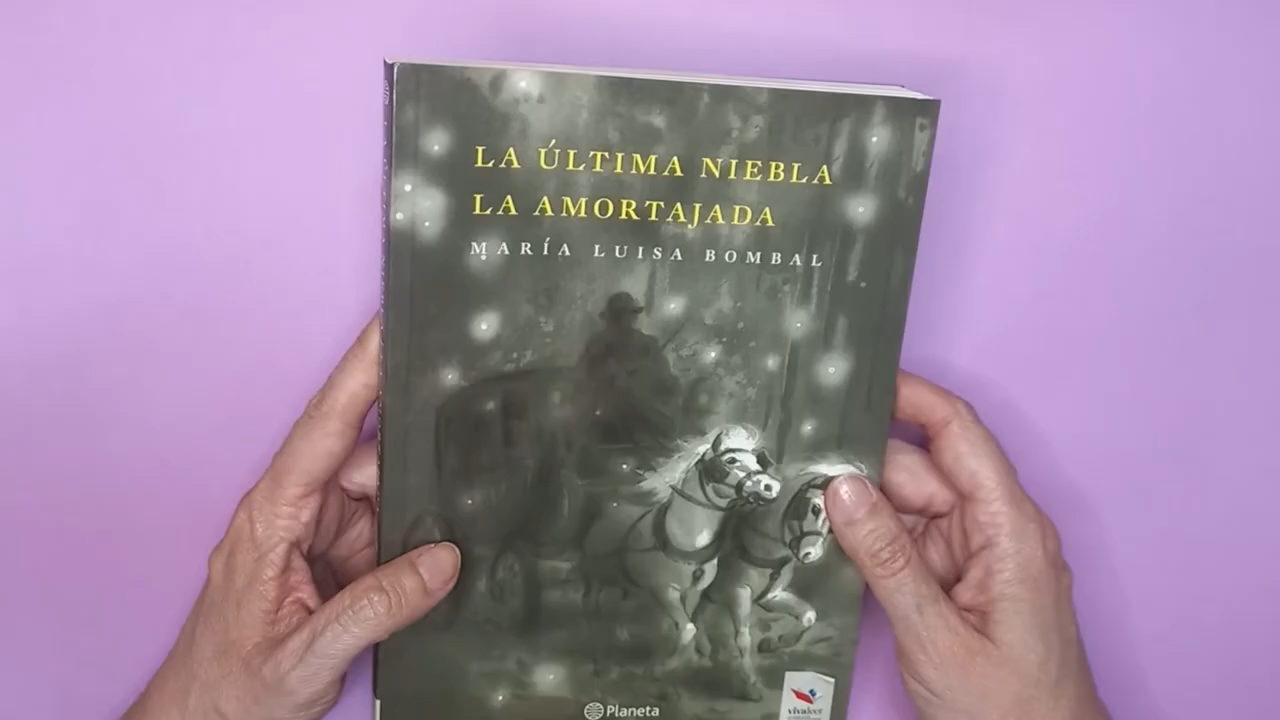 LA ÚLTIMA NIEBLA
LA AMORTAJADA
MARÍA LUISA BOMBAL
Planeta
vivaleer